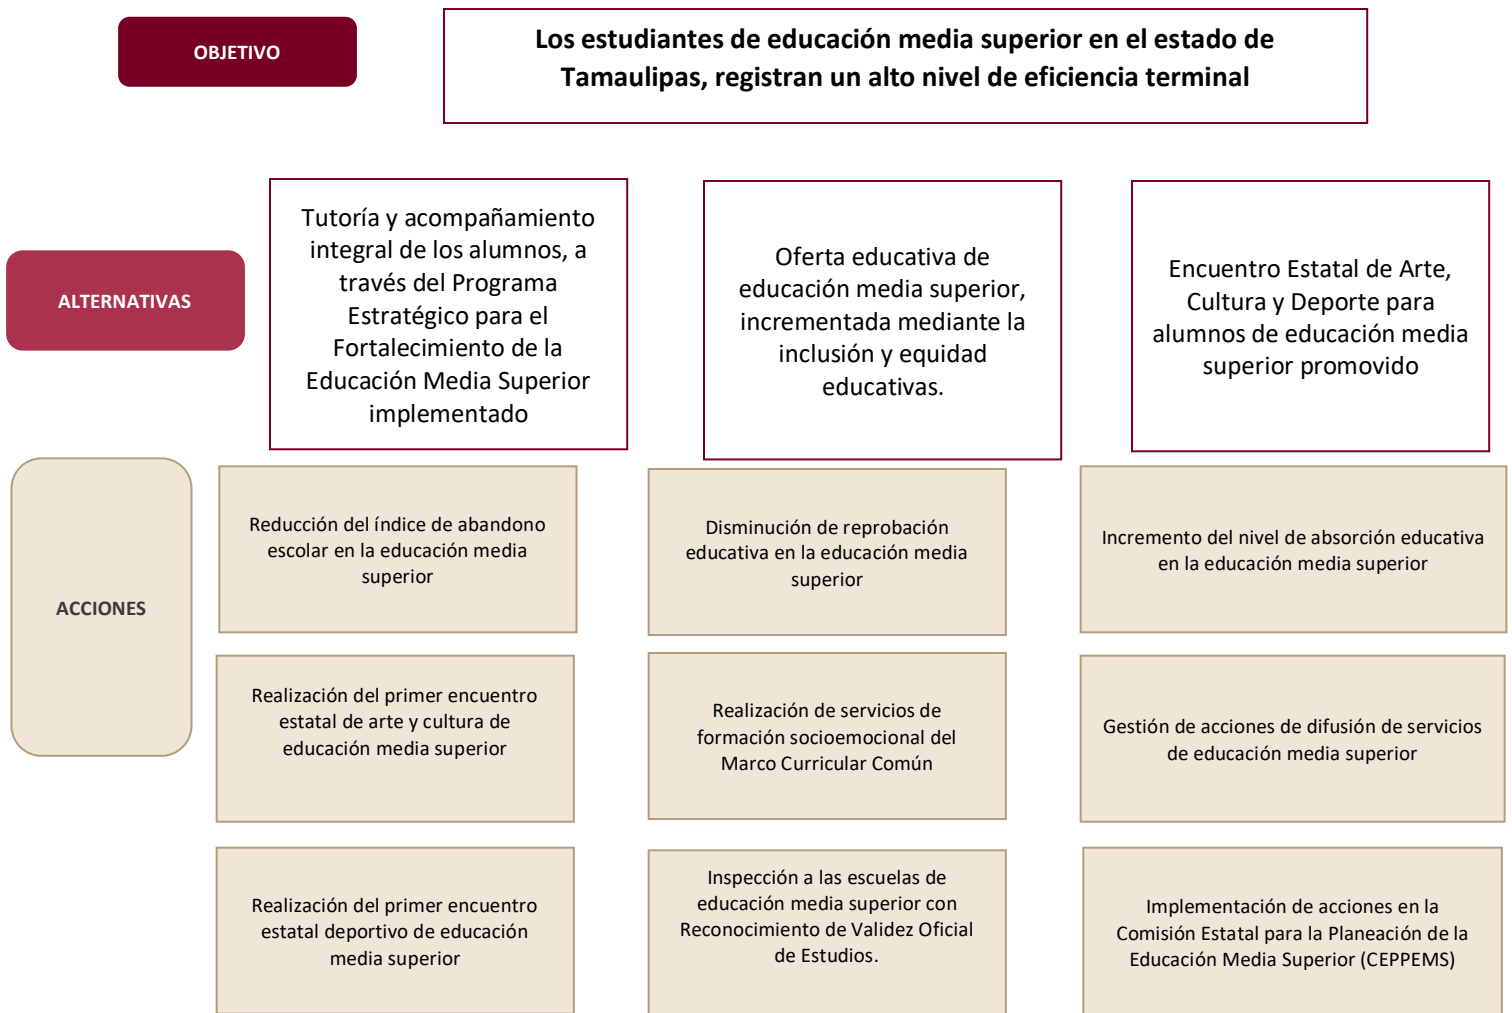 OBJETIVO
Los estudiantes de educación media superior en el estado de
Tamaulipas, registran un alto nivel de eficiencia terminal
ALTERNATIVAS
Tutoría y acompañamiento
integral de los alumnos, a
través del Programa
Estratégico para el
Fortalecimiento de la
Educación Media Superior
implementado
Oferta educativa de
educación media superior,
incrementada mediante la
inclusión y equidad
educativas.
Encuentro Estatal de Arte,
Cultura y Deporte para
alumnos de educación media
superior promovido
ACCIONES
Reducción del índice de abandono
escolar en la educación media
superior
Disminución de reprobación
educativa en la educación media
superior
Incremento del nivel de absorción educativa
en la educación media superior
Realización del primer encuentro
estatal de arte y cultura de
educación media superior
Realización de servicios de
formación socioemocional del
Marco Curricular Común
Gestión de acciones de difusión de servicios
de educación media superior
Realización del primer encuentro
estatal deportivo de educación
media superior
Inspección a las escuelas de
educación media superior con
Reconocimiento de Validez Oficial
de Estudios.
Implementación de acciones en la
Comisión Estatal para la Planeación de la
Educación Media Superior (CEPPEMS)